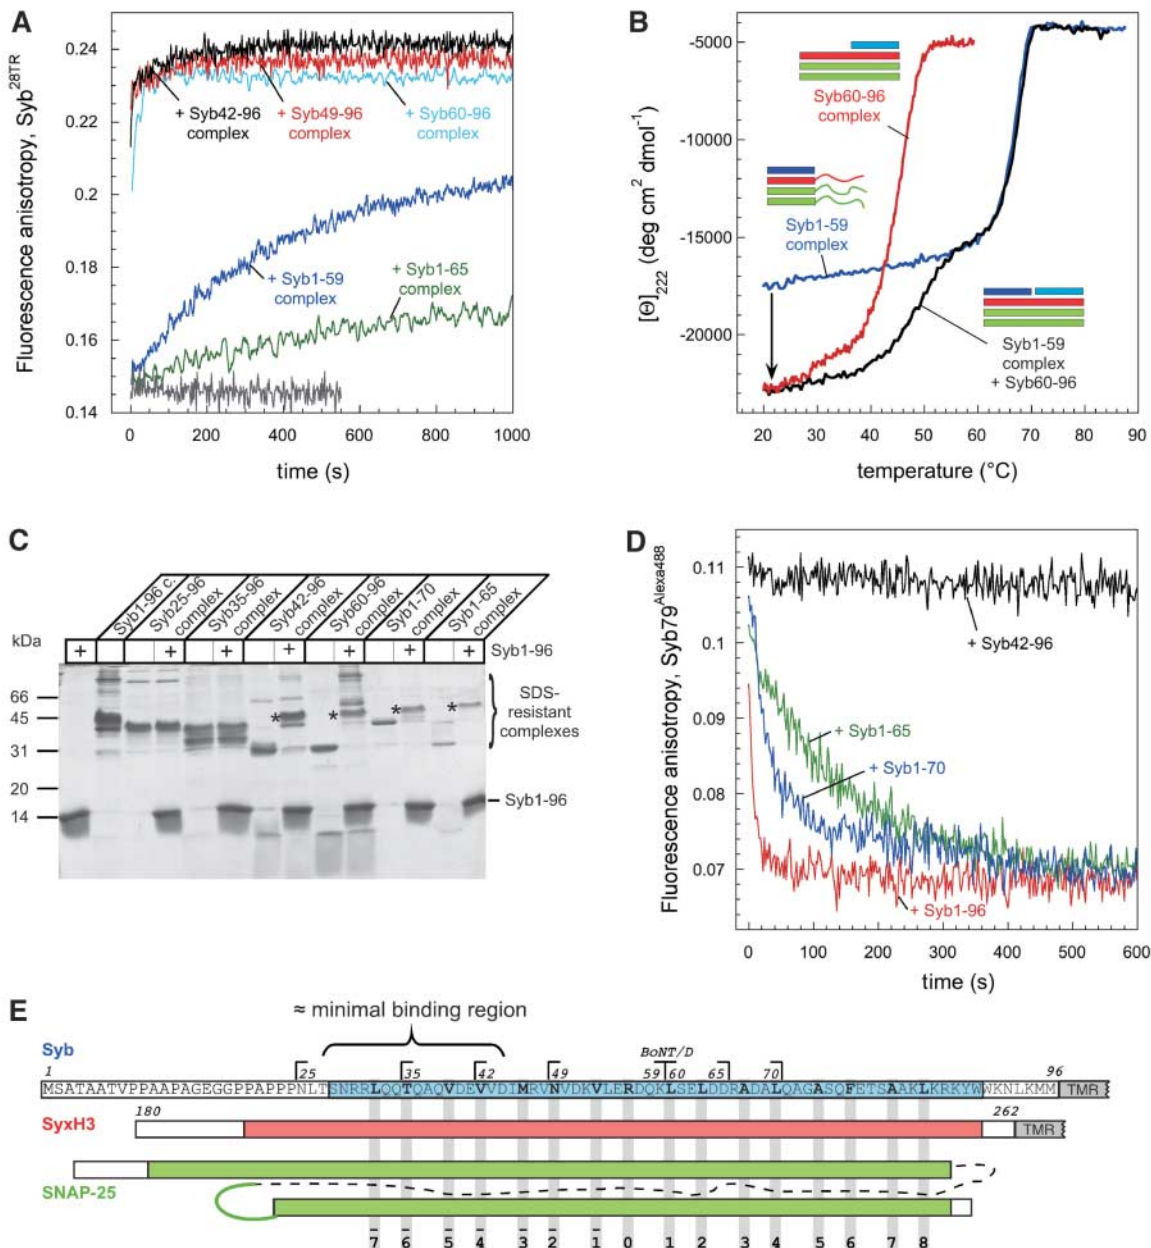 A
Fluorescence anisotropy, Syb28TR
0.24
0.22
0.2
0.18
0.16
0.14
+ Syb42-96
complex
+ Syb49-96
complex
+ Syb60-96
complex
+ Syb1-59
complex
+ Syb1-65
complex
0 200 400 600 800 1000
time (s)
B
[Θ]222 (deg cm2 dmol-1)
-5000
-10000
-15000
-20000
Syb60-96
complex
Syb1-59
complex
Syb1-59
complex
+ Syb60-96
20 30 40 50 60 70 80 90
temperature (°C)
C
Syb1-96 c.
Syb25-96
complex
Syb35-96
complex
Syb42-96
complex
Syb60-96
complex
Syb1-70
complex
Syb1-65
complex
kDa
+ + + + + + + Syb1-96
66
45
31
20
14
* * * *
SDS-
resistant
complexes
Syb1-96
D
Fluorescence anisotropy, Syb79Alexa488
0.11
0.1
0.09
0.08
0.07
+ Syb42-96
+ Syb1-65
+ Syb1-70
+ Syb1-96
0 100 200 300 400 500 600
time (s)
E
≈ minimal binding region
Syb
BoNT/D
1 25 35 42 49 59 60 65 70 96
MSATAATVPPAAPAGEGGPPAPPPNLTSNRRLQQTQAQVDEVVDIMRVNVDKVLERDQKLSELDDRADALQAGASQFETSAAKLKRKYWWKNLKMM TMR
180 262
SyxH3 TMR
SNAP-25
-7 -6 -5 -4 -3 -2 -1 0 1 2 3 4 5 6 7 8